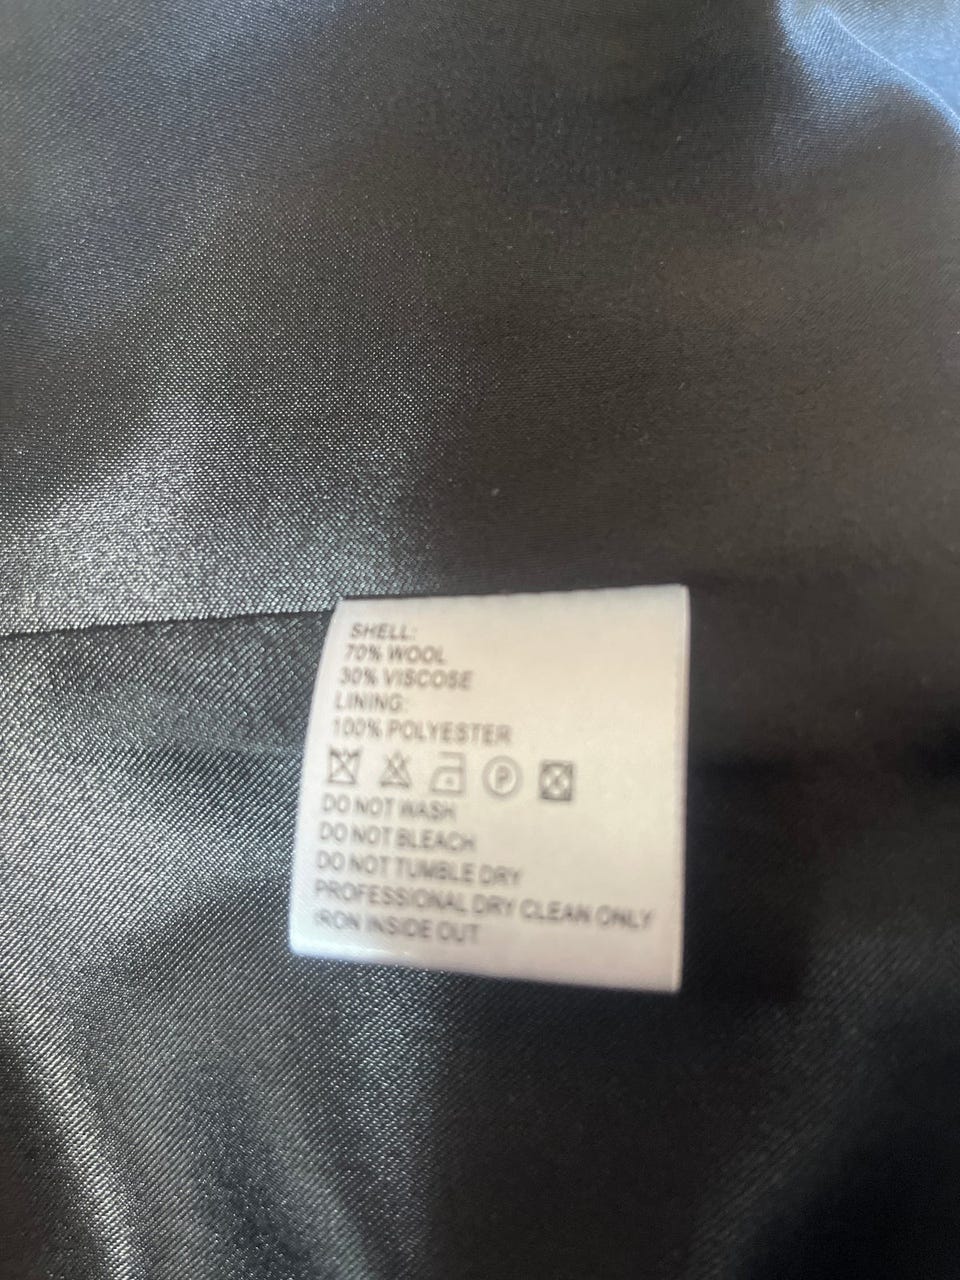 SHELL:
70% WOOL
30% VISCOSE
LINING:
100% POLYESTER
P
DO NOT WASH
DO NOT BLEACH
DO NOT TUMBLE DRY
PROFESSIONAL DRY CLEAN ONLY
IRON INSIDE OUT